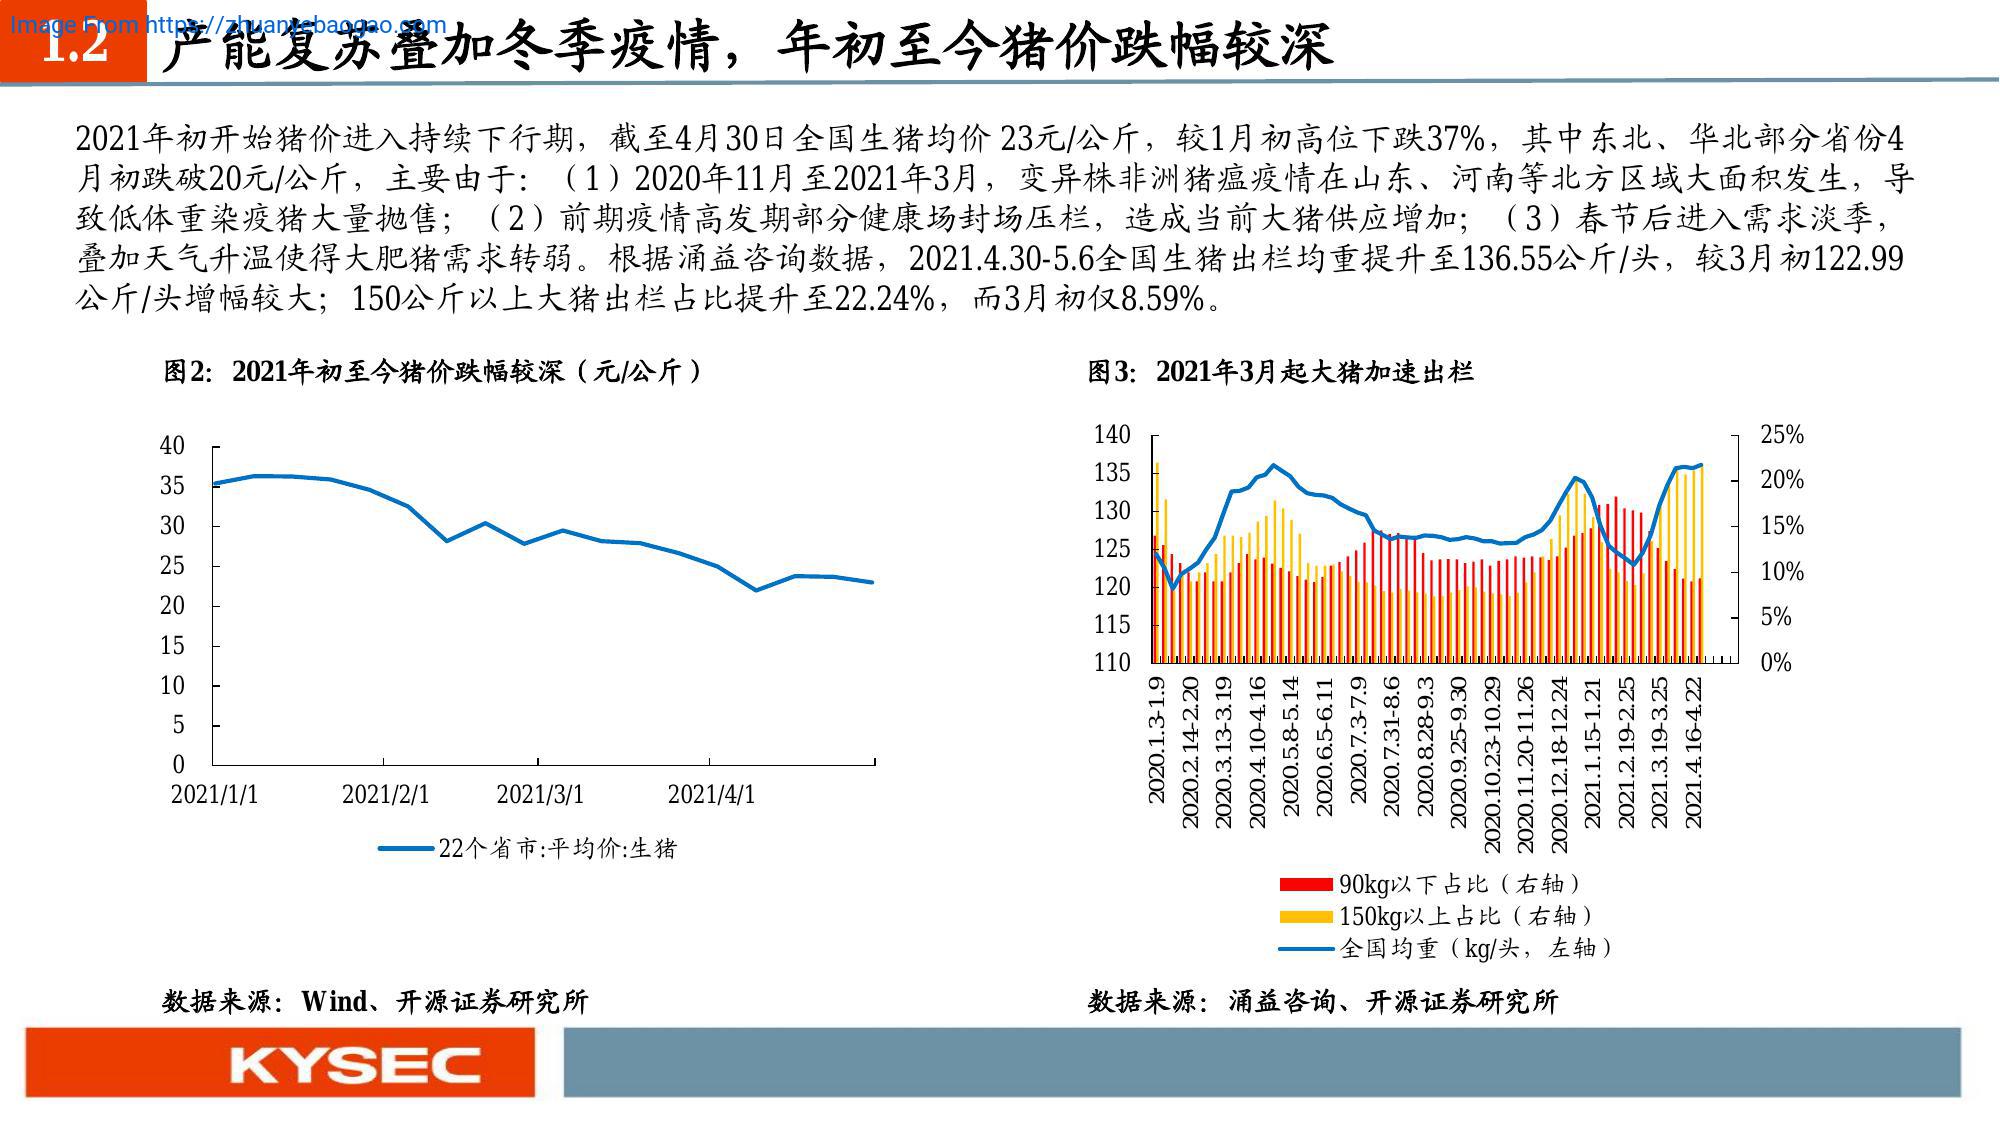 Image From https://zhuanyebaogao.com
1.2 产能复苏叠加冬季疫情，年初至今猪价跌幅较深
2021年初开始猪价进入持续下行期，截至4月30日全国生猪均价 23元/公斤，较1月初高位下跌37%，其中东北、华北部分省份4
月初跌破20元/公斤，主要由于：（1）2020年11月至2021年3月，变异株非洲猪瘟疫情在山东、河南等北方区域大面积发生，导
致低体重染疫猪大量抛售；（2）前期疫情高发期部分健康场封场压栏，造成当前大猪供应增加；（3）春节后进入需求淡季，
叠加天气升温使得大肥猪需求转弱。根据涌益咨询数据，2021.4.30-5.6全国生猪出栏均重提升至136.55公斤/头，较3月初122.99
公斤/头增幅较大；150公斤以上大猪出栏占比提升至22.24%，而3月初仅8.59%。
图2：2021年初至今猪价跌幅较深（元/公斤）
40
35
30
25
20
15
10
5
0
2021/1/1 2021/2/1 2021/3/1 2021/4/1
22个省市:平均价:生猪
数据来源：Wind、开源证券研究所
图3：2021年3月起大猪加速出栏
140
135
130
125
120
115
110
25%
20%
15%
10%
5%
0%
2020.1.3-1.9
2020.2.14-2.20
2020.3.13-3.19
2020.4.10-4.16
2020.5.8-5.14
2020.6.5-6.11
2020.7.3-7.9
2020.7.31-8.6
2020.8.28-9.3
2020.9.25-9.30
2020.10.23-10.29
2020.11.20-11.26
2020.12.18-12.24
2021.1.15-1.21
2021.2.19-2.25
2021.3.19-3.25
2021.4.16-4.22
90kg以下占比（右轴）
150kg以上占比（右轴）
全国均重（kg/头，左轴）
数据来源：涌益咨询、开源证券研究所
KYSEC